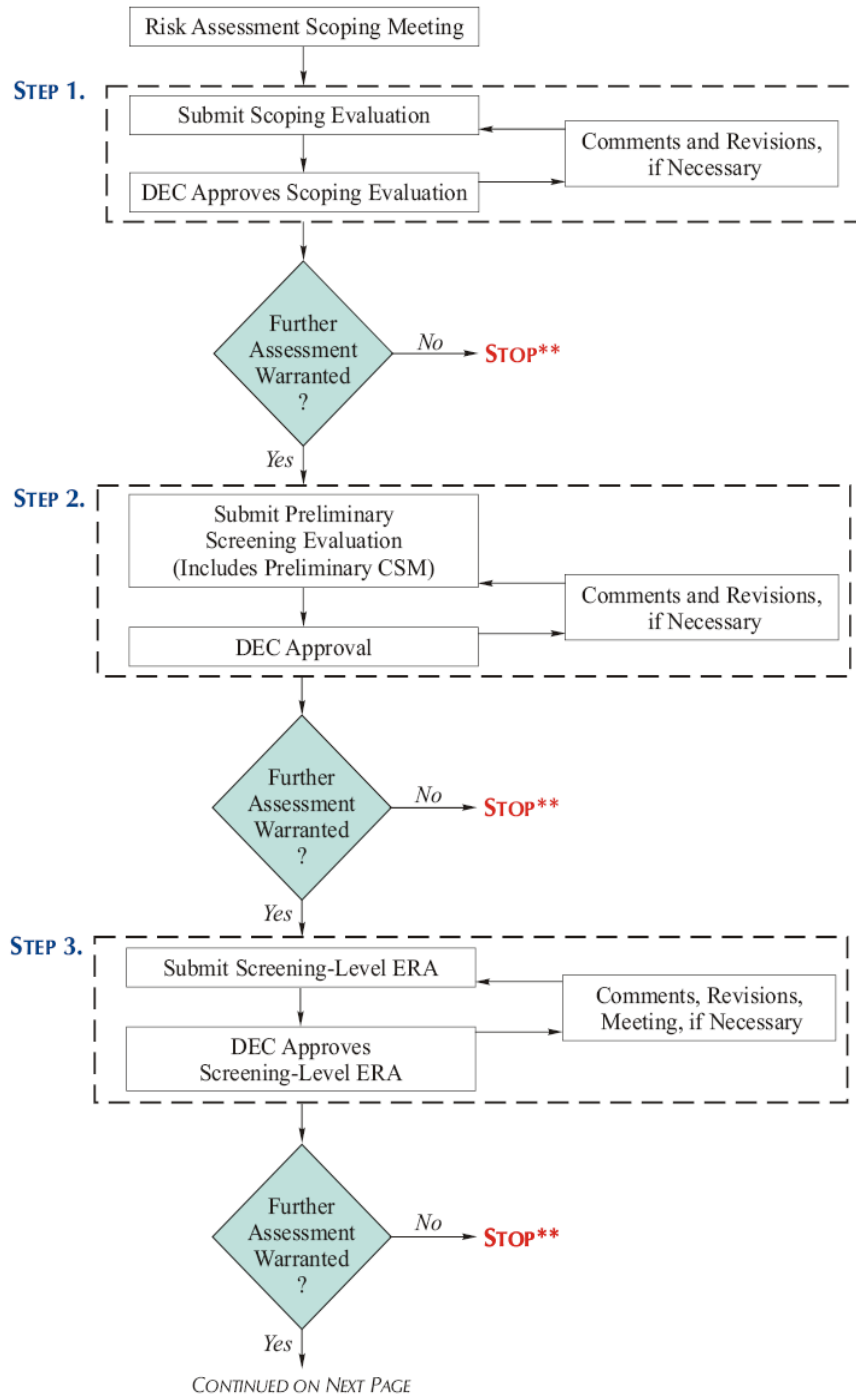 Risk Assessment Scoping Meeting
STEP 1.
Submit Scoping Evaluation
Comments and Revisions,
if Necessary
DEC Approves Scoping Evaluation
Further
Assessment
Warranted
?
No
STOP**
Yes
STEP 2.
Submit Preliminary
Screening Evaluation
(Includes Preliminary CSM)
Comments and Revisions,
if Necessary
DEC Approval
Further
Assessment
Warranted
?
No
STOP**
Yes
STEP 3.
Submit Screening-Level ERA
Comments, Revisions,
Meeting, if Necessary
DEC Approves
Screening-Level ERA
Further
Assessment
Warranted
?
No
STOP**
Yes
CONTINUED ON NEXT PAGE